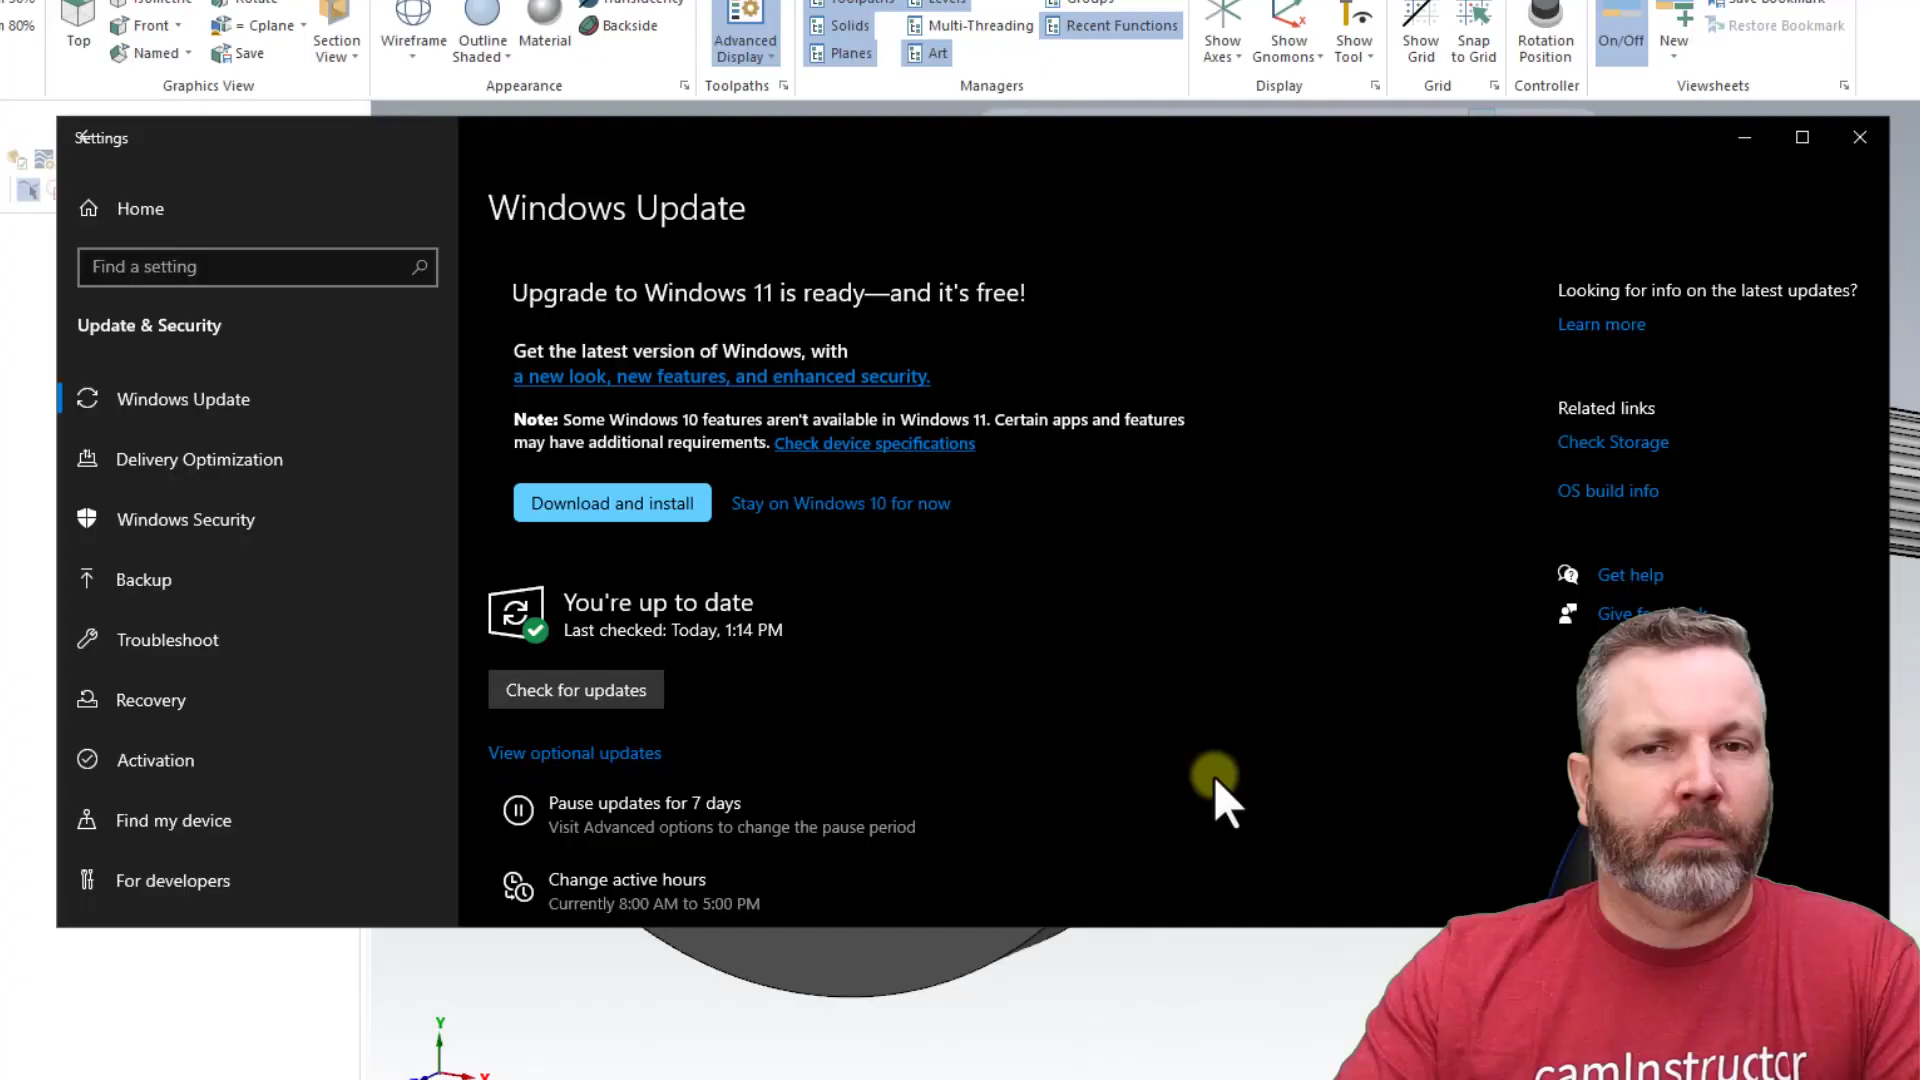 80%
Isometric
Rotate
Translucency
Toolpaths
Levels
Groups
Save Bookmark
Top
Front
= Cplane
Section
View
Wireframe
Outline
Shaded
Material
Backside
Advanced
Display
Solids
Multi-Threading
Recent Functions
Show
Axes
Show
Gnomons
Show
Tool
Show
Grid
Snap
to Grid
Rotation
Position
On/Off
New
Restore Bookmark
Named
Save
Planes
Art
Graphics View
Appearance
Toolpaths
Managers
Display
Grid
Controller
Viewsheets
Settings
Home
Find a setting
Update & Security
Windows Update
Delivery Optimization
Windows Security
Backup
Troubleshoot
Recovery
Activation
Find my device
For developers
Windows Update
Upgrade to Windows 11 is ready—and it's free!
Get the latest version of Windows, with
a new look, new features, and enhanced security.
Note: Some Windows 10 features aren't available in Windows 11. Certain apps and features
may have additional requirements. Check device specifications
Download and install
Stay on Windows 10 for now
You're up to date
Last checked: Today, 1:14 PM
Check for updates
View optional updates
Pause updates for 7 days
Visit Advanced options to change the pause period
Change active hours
Currently 8:00 AM to 5:00 PM
Looking for info on the latest updates?
Learn more
Related links
Check Storage
OS build info
Get help
Give
Y
X
camInstructor